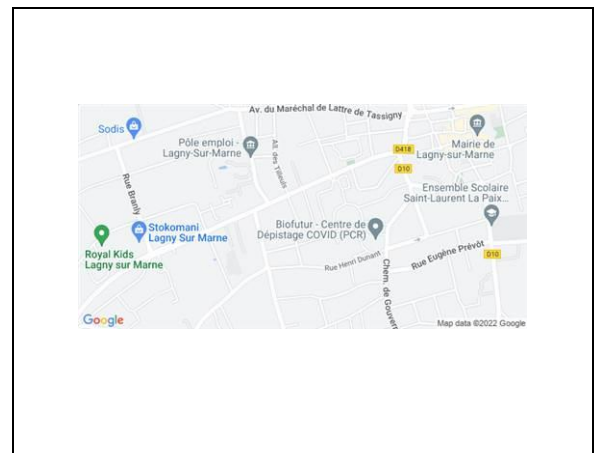 Av. du Maréchal de Lattre de Tassigny
Sodis
Pôle emploi -
Lagny-Sur-Marne
All. des Tilleuls
D418
Mairie de
Lagny-sur-Marne
D10
Rue Branly
Ensemble Scolaire
Saint-Laurent La Paix...
Stokomani
Lagny Sur Marne
Biofutur - Centre de
Dépistage COVID (PCR)
Royal Kids
Lagny sur Marne
Rue Henri Dunant
Rue Eugène Prévôt
D10
Chem. de Gouvern
Google
Map data ©2022 Google